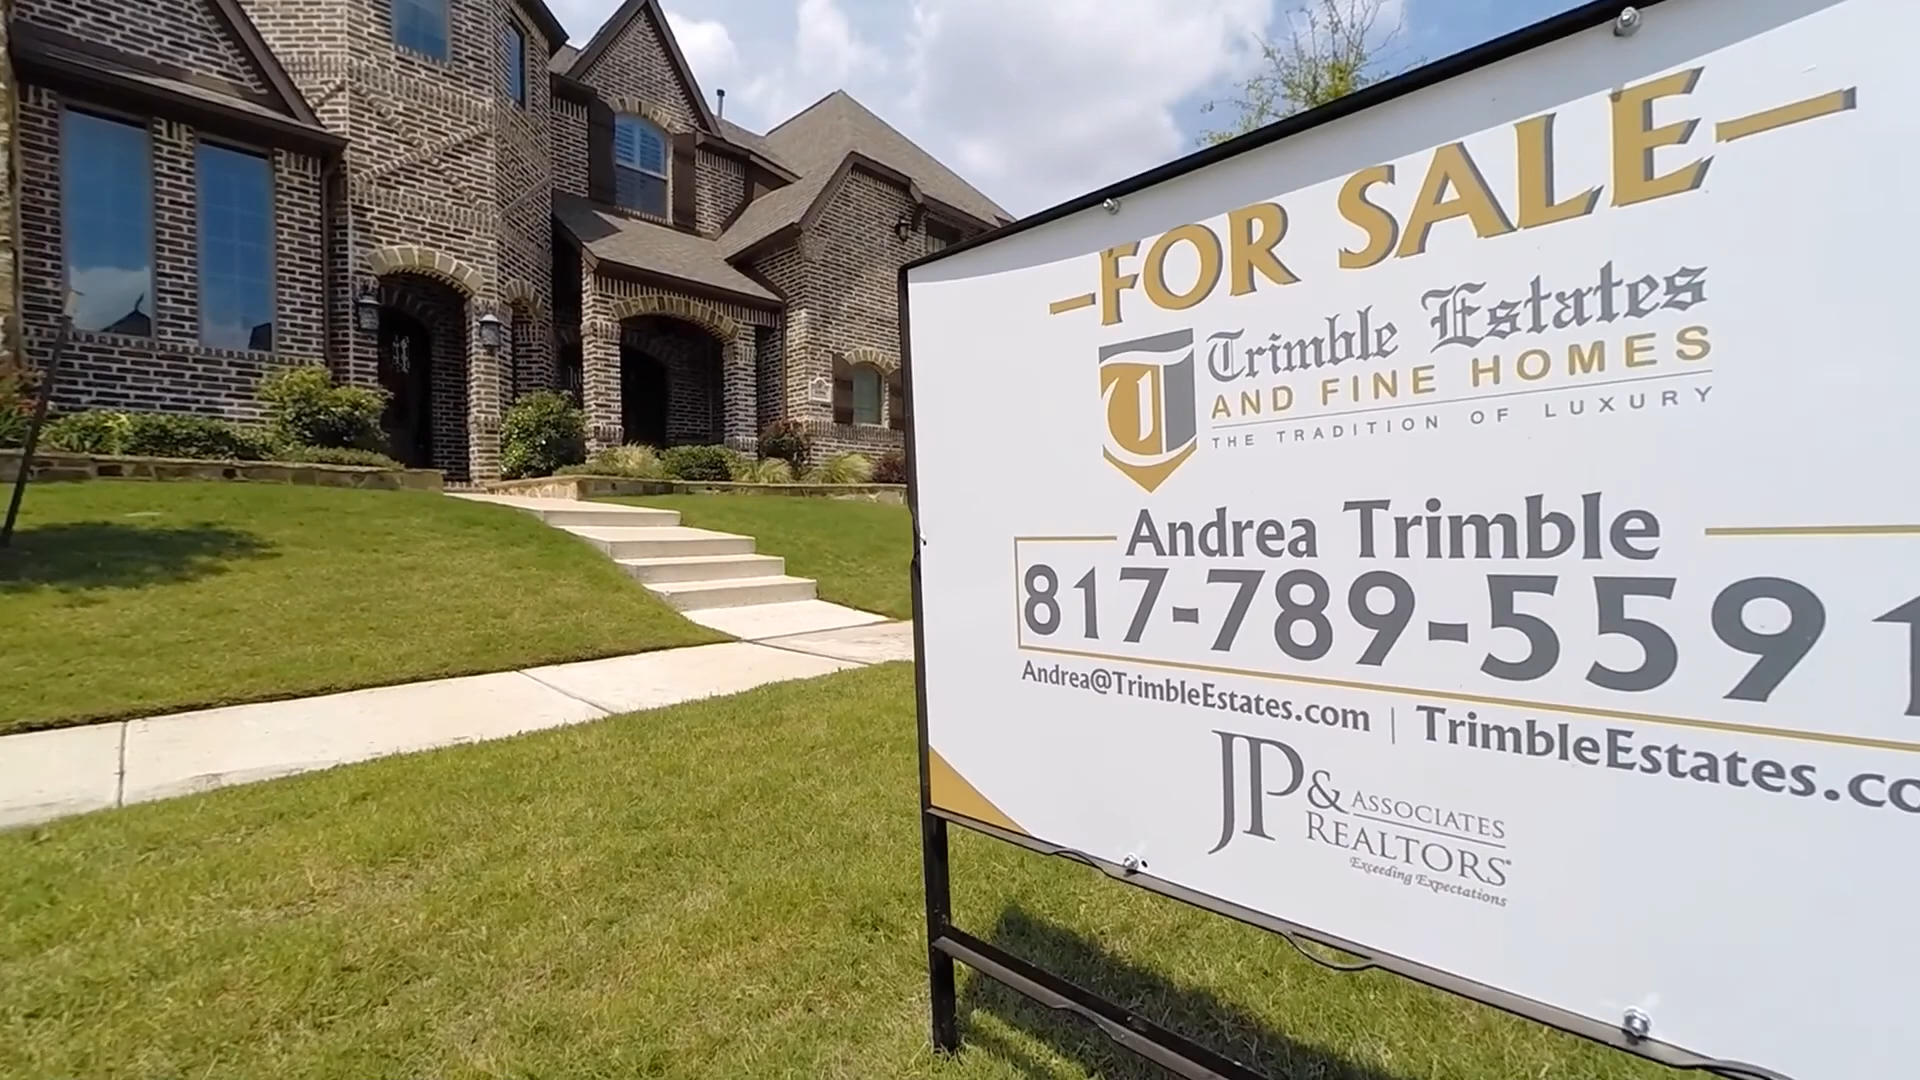 -FOR SALE-
Trimble Estates
AND FINE HOMES
THE TRADITION OF LUXURY
T
Andrea Trimble
817-789-5591
Andrea@TrimbleEstates.com | TrimbleEstates.co
JP & ASSOCIATES
REALTORS®
Exceeding Expectations